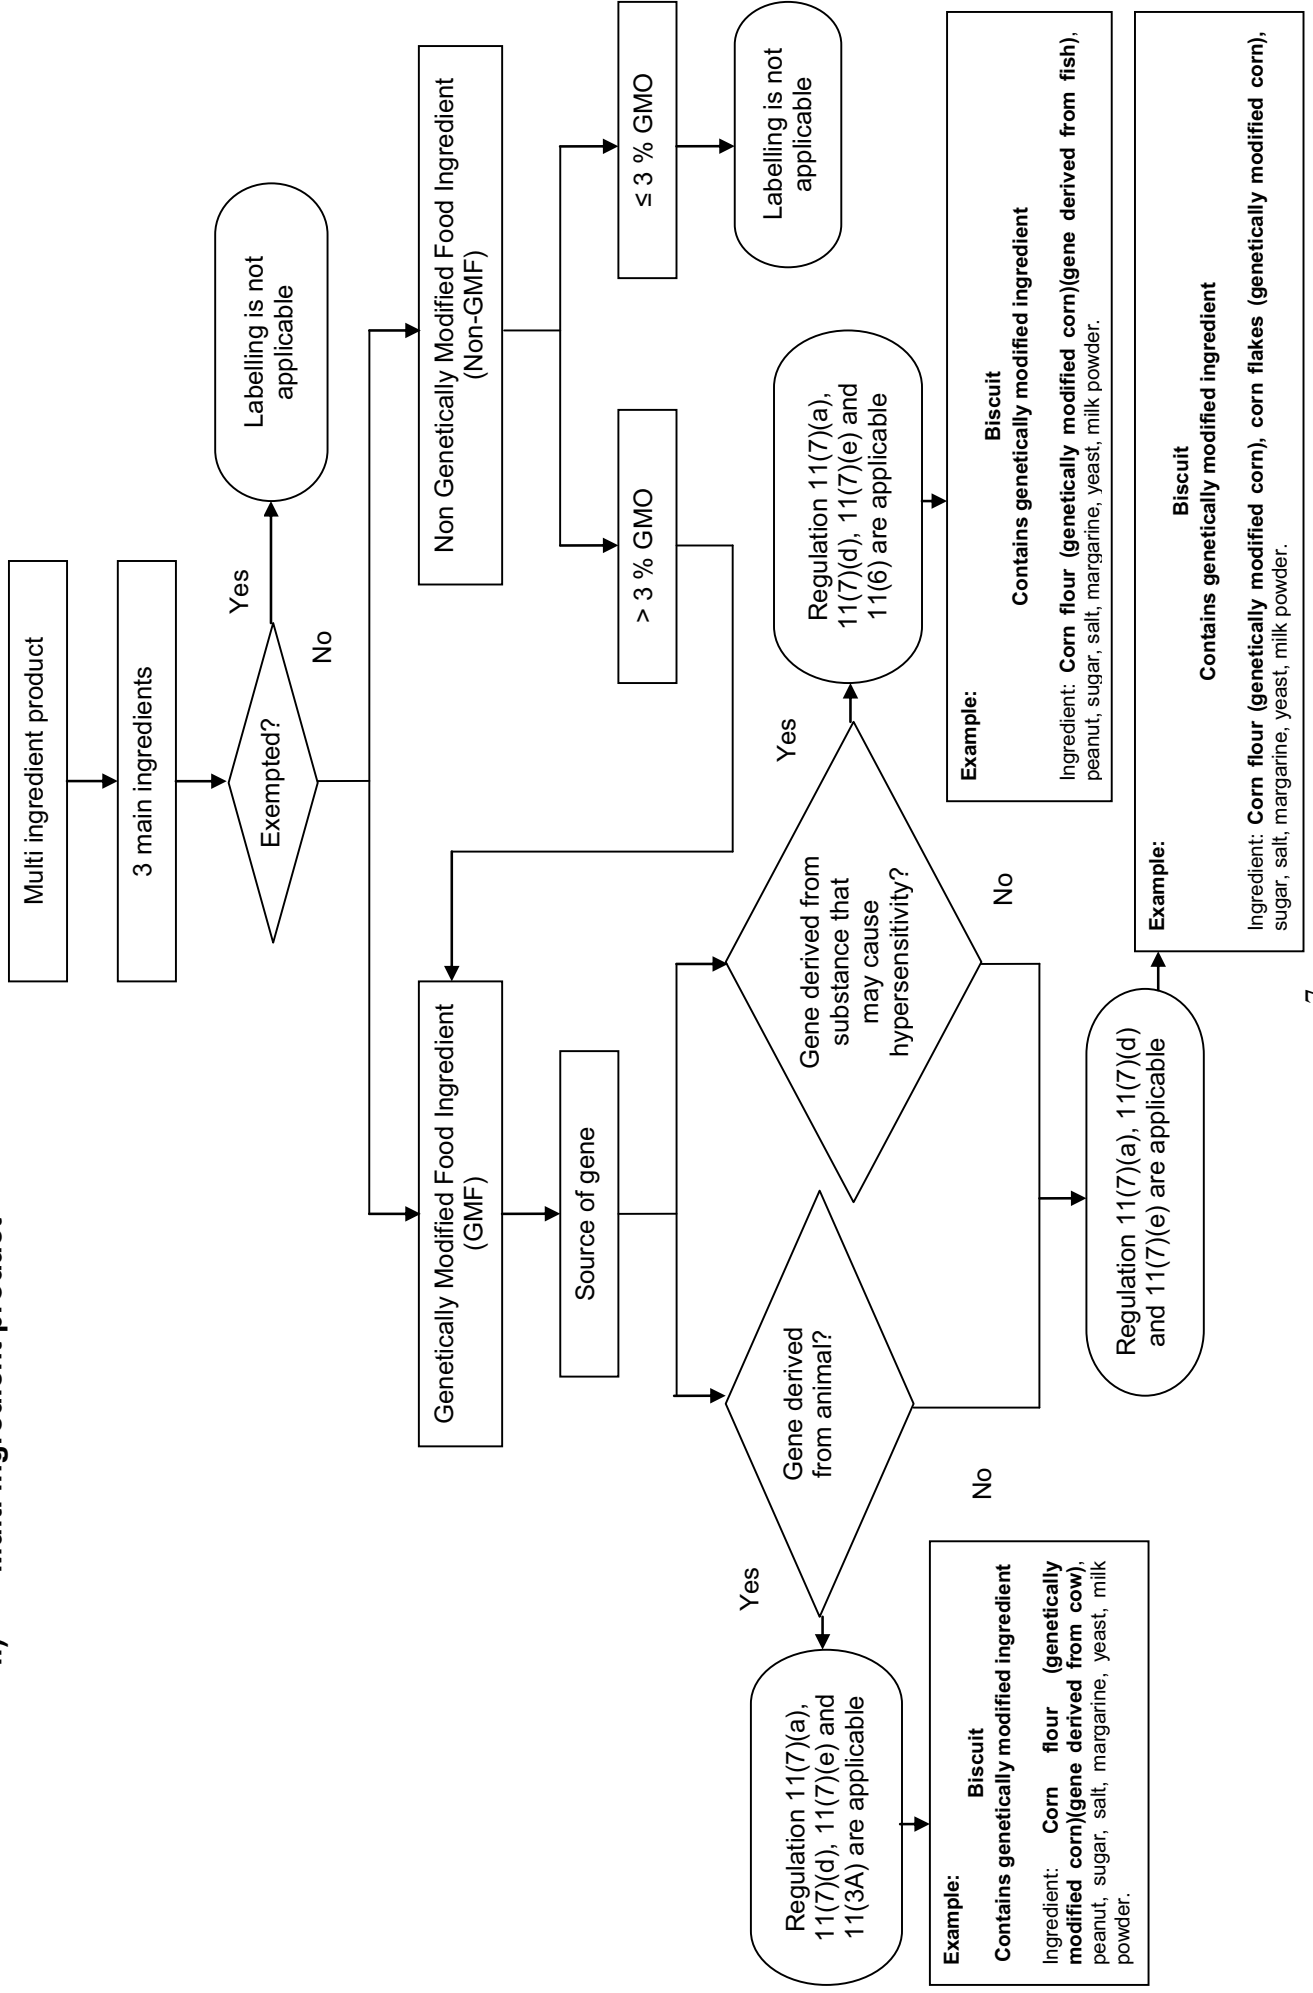 Multi ingredient product
3 main ingredients
Exempted?
Yes
No
Labelling is not
applicable
Genetically Modified Food Ingredient
(GMF)
Non Genetically Modified Food Ingredient
(Non-GMF)
Source of gene
> 3 % GMO
≤ 3 % GMO
Labelling is not
applicable
Gene derived
from animal?
Yes
No
Gene derived from
substance that
may cause
hypersensitivity?
Yes
No
Regulation 11(7)(a),
11(7)(d), 11(7)(e) and
11(3A) are applicable
Regulation 11(7)(a),
11(7)(d), 11(7)(e) and
11(6) are applicable
Regulation 11(7)(a), 11(7)(d)
and 11(7)(e) are applicable
Example:
Biscuit
Contains genetically modified ingredient
Ingredient: Corn flour (genetically
modified corn)(gene derived from cow),
peanut, sugar, salt, margarine, yeast, milk
powder.
Example:
Biscuit
Contains genetically modified ingredient
Ingredient: Corn flour (genetically modified corn)(gene derived from fish),
peanut, sugar, salt, margarine, yeast, milk powder.
Example:
Biscuit
Contains genetically modified ingredient
Ingredient: Corn flour (genetically modified corn), corn flakes (genetically modified corn),
sugar, salt, margarine, yeast, milk powder.